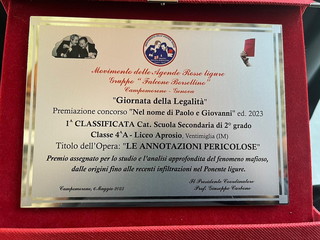 Movimento delle Agende Rosse ligure
Gruppo "Falcone Borsellino"
Campomorone - Genova
"Giornata della Legalità"
Premiazione concorso "Nel nome di Paolo e Giovanni" ed. 2023
1ª CLASSIFICATA Cat. Scuola Secondaria di 2° grado
Classe 4ªA - Liceo Aprosio, Ventimiglia (IM)
Titolo dell'Opera: "LE ANNOTAZIONI PERICOLOSE"
Premio assegnato per lo studio e l'analisi approfondita del fenomeno mafioso,
dalle origini fino alle recenti infiltrazioni nel Ponente ligure.
Campomorone, 6 Maggio 2023
Il Presidente Coordinatore
Prof. Giuseppe Carbone